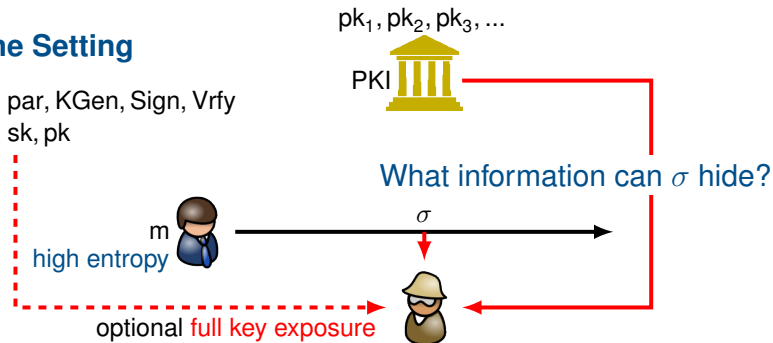 pk₁, pk₂, pk₃, ...
ne Setting
PKI
par, KGen, Sign, Vrfy
sk, pk
What information can σ hide?
σ
m
high entropy
optional full key exposure